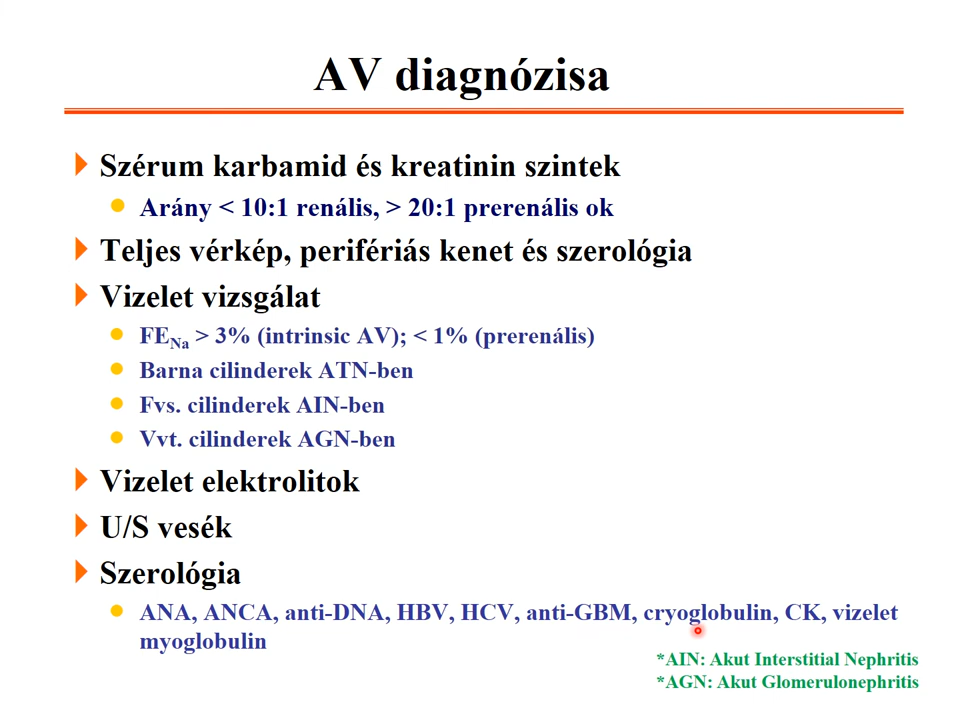 AV diagnózisa
Szérum karbamid és kreatinin szintek
Arány < 10:1 renális, > 20:1 prerenális ok
Teljes vérkép, perifériás kenet és szerológia
Vizelet vizsgálat
FENa > 3% (intrinsic AV); < 1% (prerenális)
Barna cilinderek ATN-ben
Fvs. cilinderek AIN-ben
Vvt. cilinderek AGN-ben
Vizelet elektrolitok
U/S vesék
Szerológia
ANA, ANCA, anti-DNA, HBV, HCV, anti-GBM, cryoglobulin, CK, vizelet
myoglobulin
*AIN: Akut Interstitial Nephritis
*AGN: Akut Glomerulonephritis